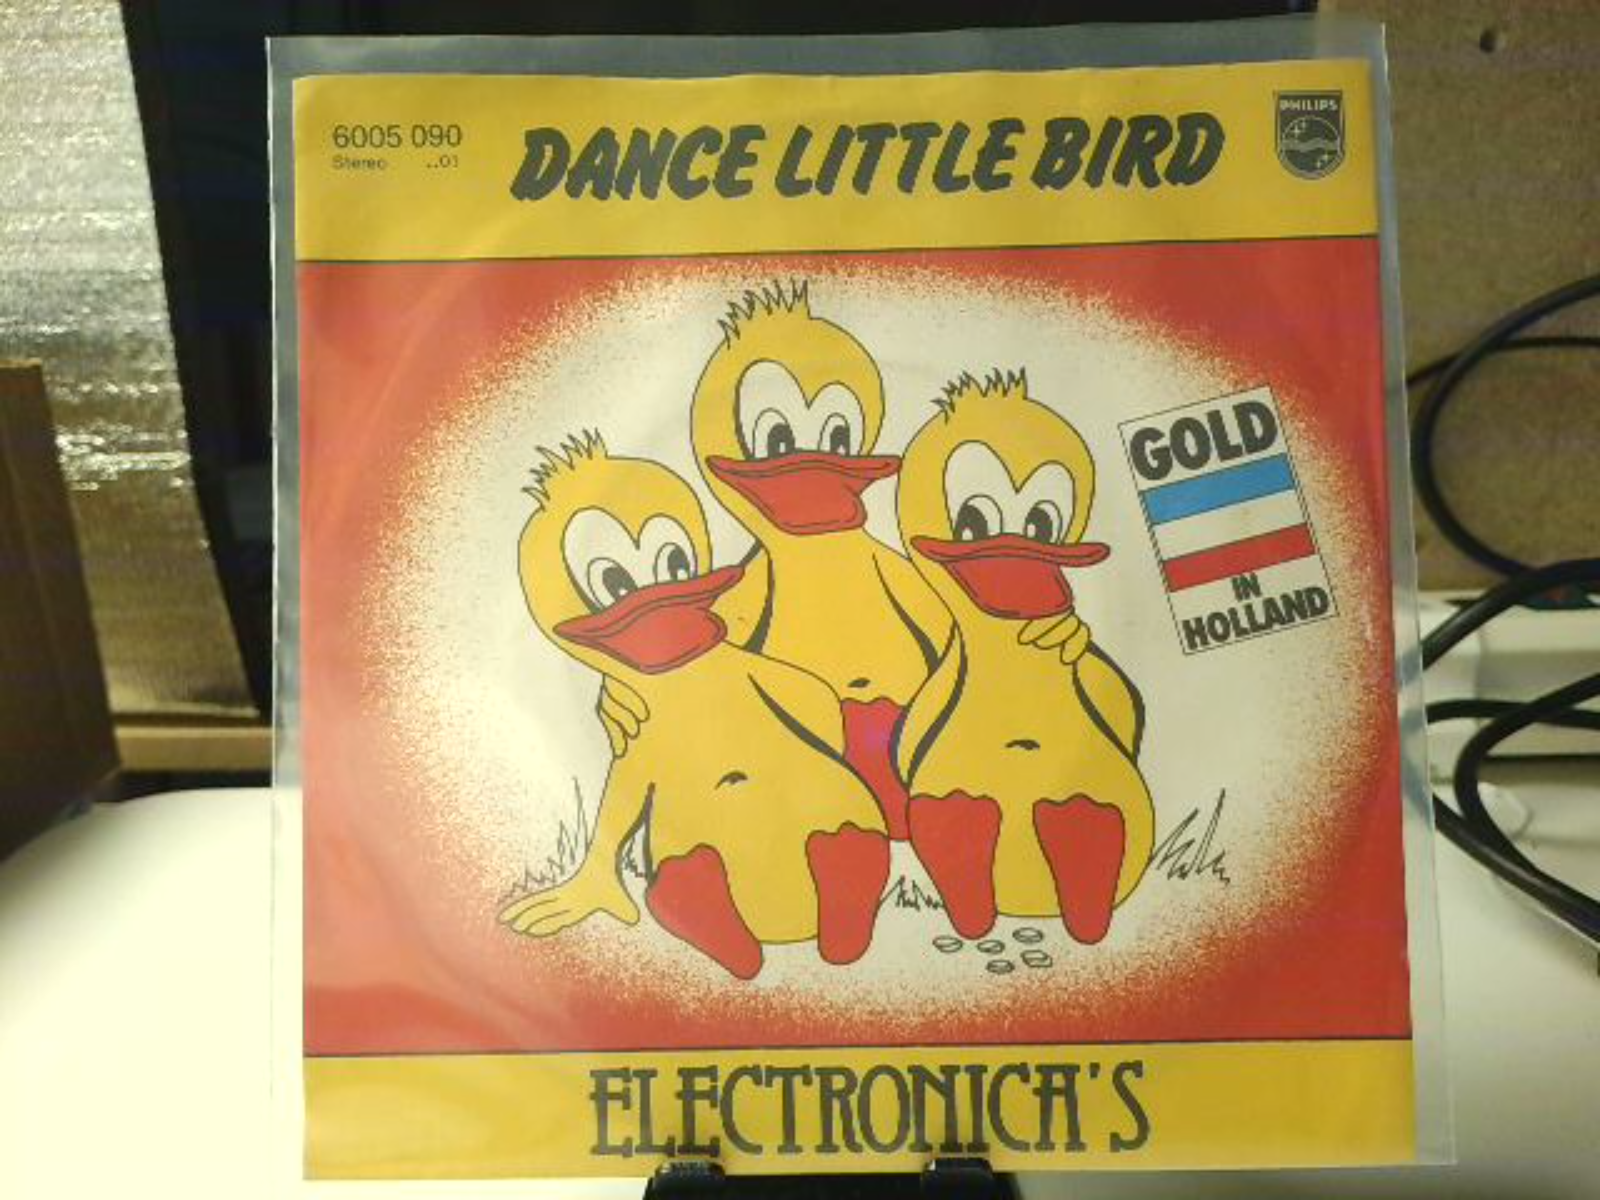 6005 090
Stereo ..01
DANCE LITTLE BIRD
PHILIPS
GOLD
IN
HOLLAND
ELECTRONICA'S